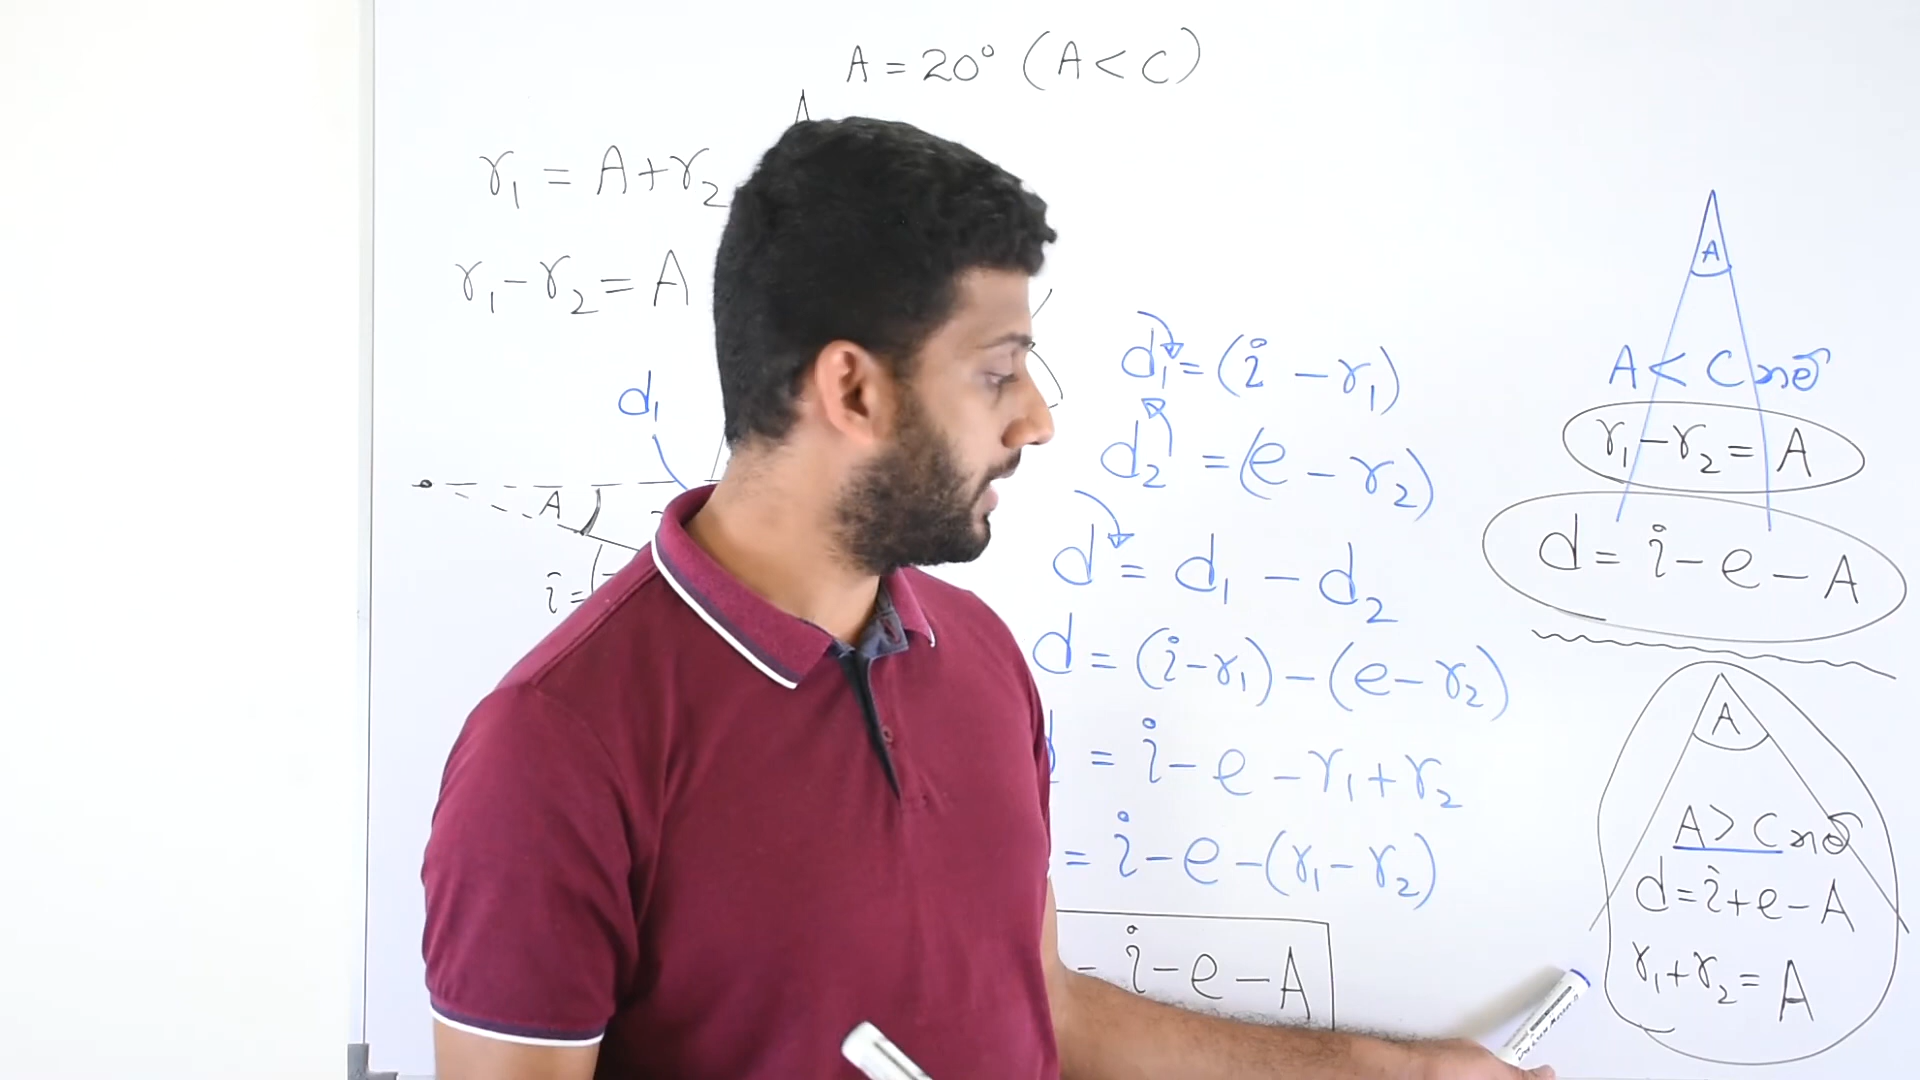 A = 20° (A < C)
A
r₁ = A + r₂
r₁ - r₂ = A
d₁
A
i =
d₁ = (i - r₁)
d₂ = (e - r₂)
d = d₁ - d₂
d = (i - r₁) - (e - r₂)
d = i - e - r₁ + r₂
= i - e - (r₁ - r₂)
= i - e - A
A
A < C ൽ
r₁ - r₂ = A
d = i - e - A
A
A > C ൽ
d = i + e - A
r₁ + r₂ = A